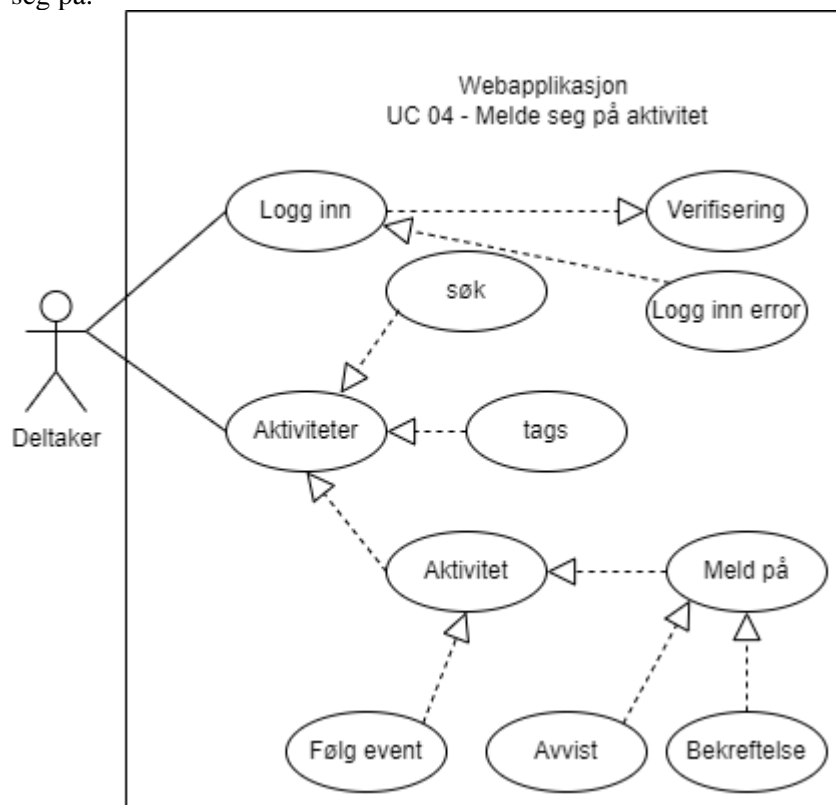 seg på.
Webapplikasjon
UC 04 - Melde seg på aktivitet
Logg inn
Verifisering
søk
Logg inn error
Deltaker
Aktiviteter
tags
Aktivitet
Meld på
Følg event
Avvist
Bekreftelse